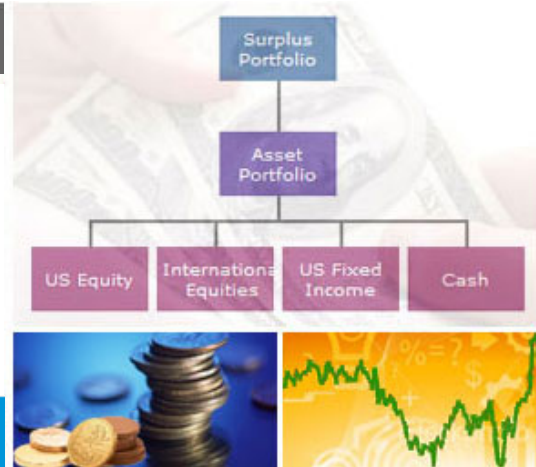 Surplus
Portfolio
Asset
Portfolio
US Equity
Internationa
Equities
US Fixed
Income
Cash
%=?
$